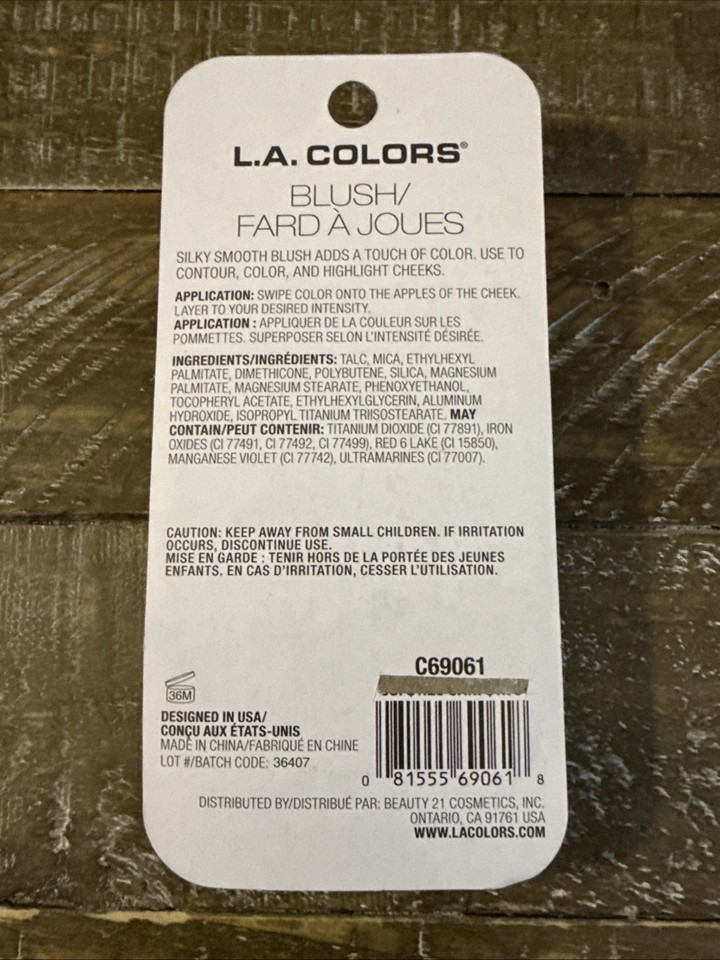 L.A. COLORS®
BLUSH/
FARD À JOUES
SILKY SMOOTH BLUSH ADDS A TOUCH OF COLOR. USE TO
CONTOUR, COLOR, AND HIGHLIGHT CHEEKS.
APPLICATION: SWIPE COLOR ONTO THE APPLES OF THE CHEEK.
LAYER TO YOUR DESIRED INTENSITY.
APPLICATION : APPLIQUER DE LA COULEUR SUR LES
POMMETTES. SUPERPOSER SELON L'INTENSITÉ DÉSIRÉE.
INGREDIENTS/INGRÉDIENTS: TALC, MICA, ETHYLHEXYL
PALMITATE, DIMETHICONE, POLYBUTENE, SILICA, MAGNESIUM
PALMITATE, MAGNESIUM STEARATE, PHENOXYETHANOL,
TOCOPHERYL ACETATE, ETHYLHEXYLGLYCERIN, ALUMINUM
HYDROXIDE, ISOPROPYL TITANIUM TRIISOSTEARATE. MAY
CONTAIN/PEUT CONTENIR: TITANIUM DIOXIDE (CI 77891), IRON
OXIDES (CI 77491, CI 77492, CI 77499), RED 6 LAKE (CI 15850),
MANGANESE VIOLET (CI 77742), ULTRAMARINES (CI 77007).
CAUTION: KEEP AWAY FROM SMALL CHILDREN. IF IRRITATION
OCCURS, DISCONTINUE USE.
MISE EN GARDE : TENIR HORS DE LA PORTÉE DES JEUNES
ENFANTS. EN CAS D'IRRITATION, CESSER L'UTILISATION.
36M
DESIGNED IN USA/
CONÇU AUX ÉTATS-UNIS
MADE IN CHINA/FABRIQUÉ EN CHINE
LOT #/BATCH CODE: 36407
C69061
0 81555 69061 8
DISTRIBUTED BY/DISTRIBUÉ PAR: BEAUTY 21 COSMETICS, INC.
ONTARIO, CA 91761 USA
WWW.LACOLORS.COM